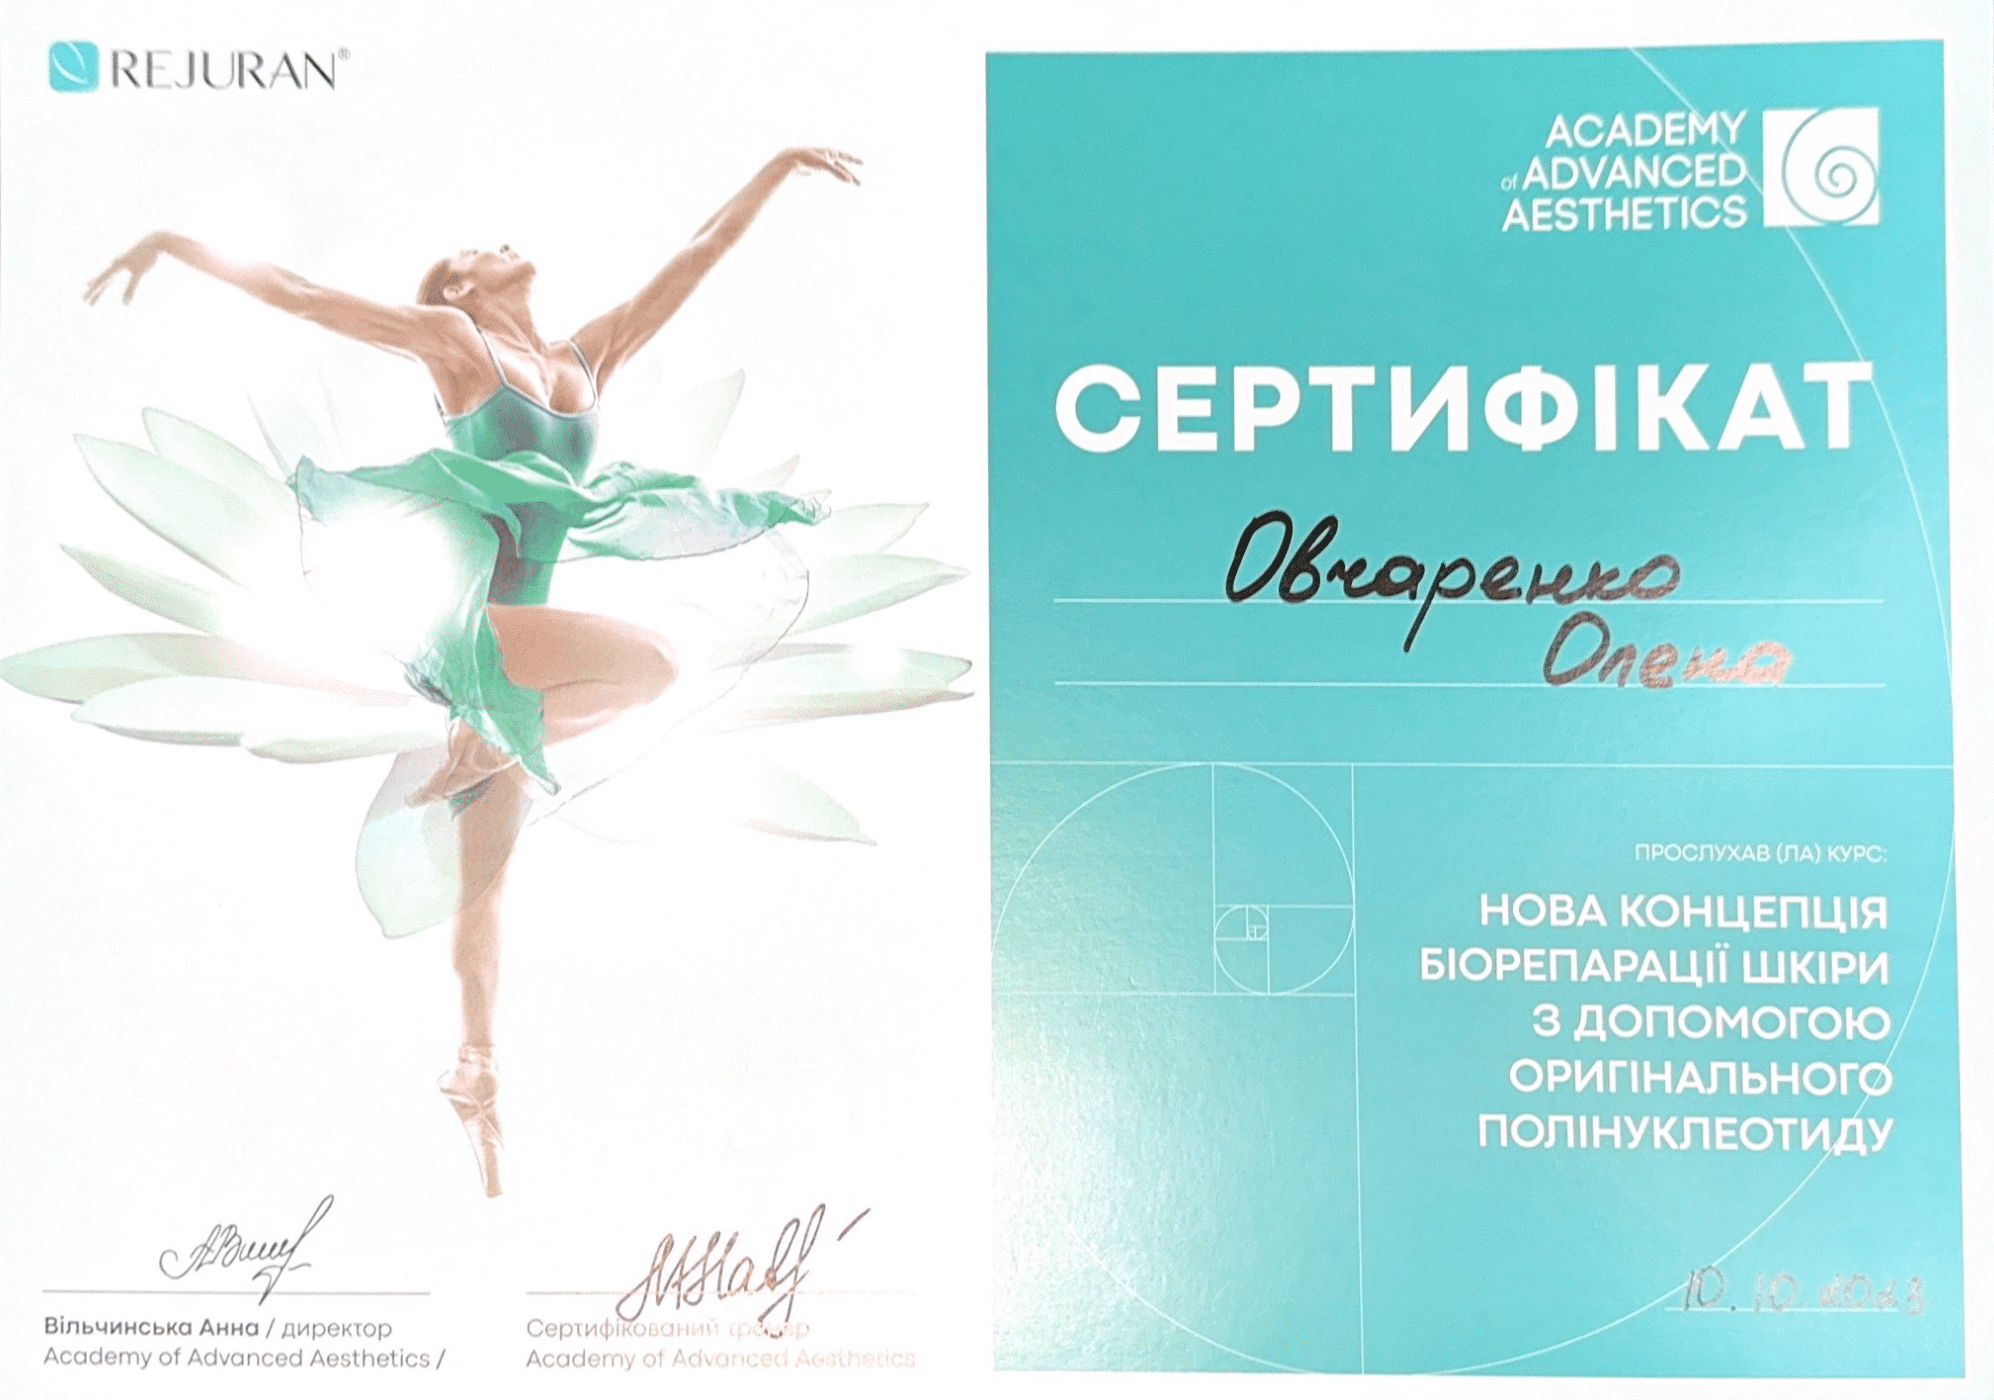 REJURAN®
ACADEMY
of ADVANCED
AESTHETICS
СЕРТИФІКАТ
Овчаренко
Олена
ПРОСЛУХАВ (ЛА) КУРС:
НОВА КОНЦЕПЦІЯ
БІОРЕПАРАЦІЇ ШКІРИ
З ДОПОМОГОЮ
ОРИГІНАЛЬНОГО
ПОЛІНУКЛЕОТИДУ
10.10.2023
Вільчинська Анна / директор
Academy of Advanced Aesthetics /
Сертифікований тренер
Academy of Advanced Aesthetics